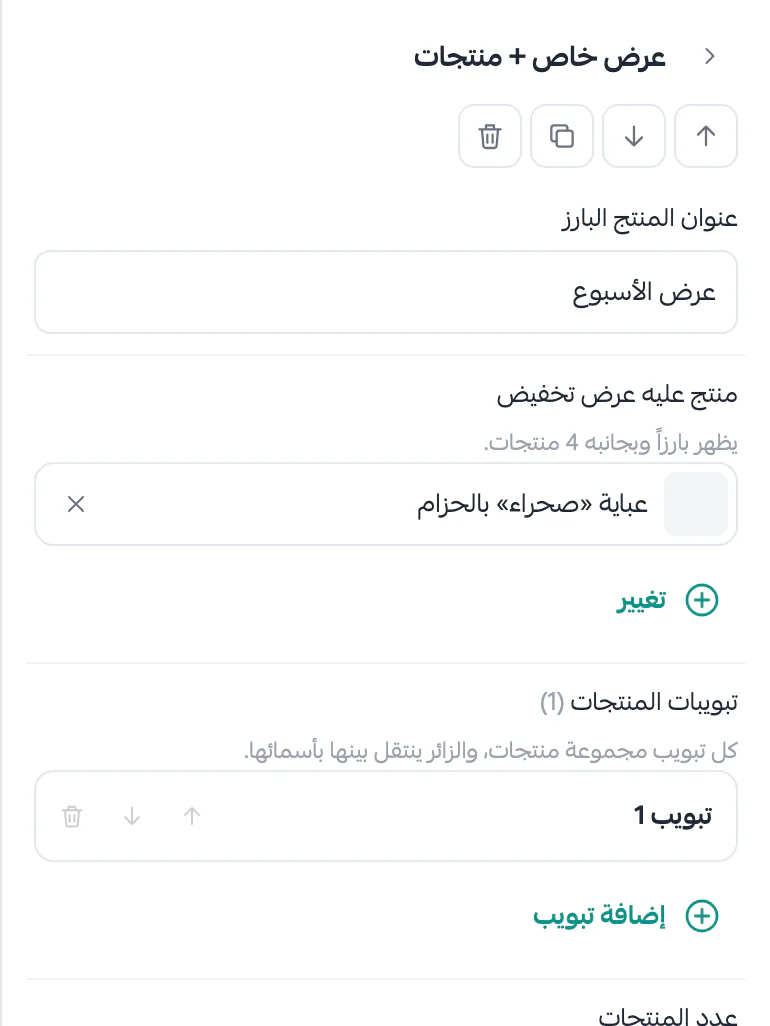 عرض خاص + منتجات
عنوان المنتج البارز
عرض الأسبوع
منتج عليه عرض تخفيض
يظهر بارزاً وبجانبه 4 منتجات.
عباية «صحراء» بالحزام
تغيير
تبويبات المنتجات (1)
كل تبويب مجموعة منتجات، والزائر ينتقل بينها بأسمائها.
تبويب 1
إضافة تبويب
عدد المنتجات